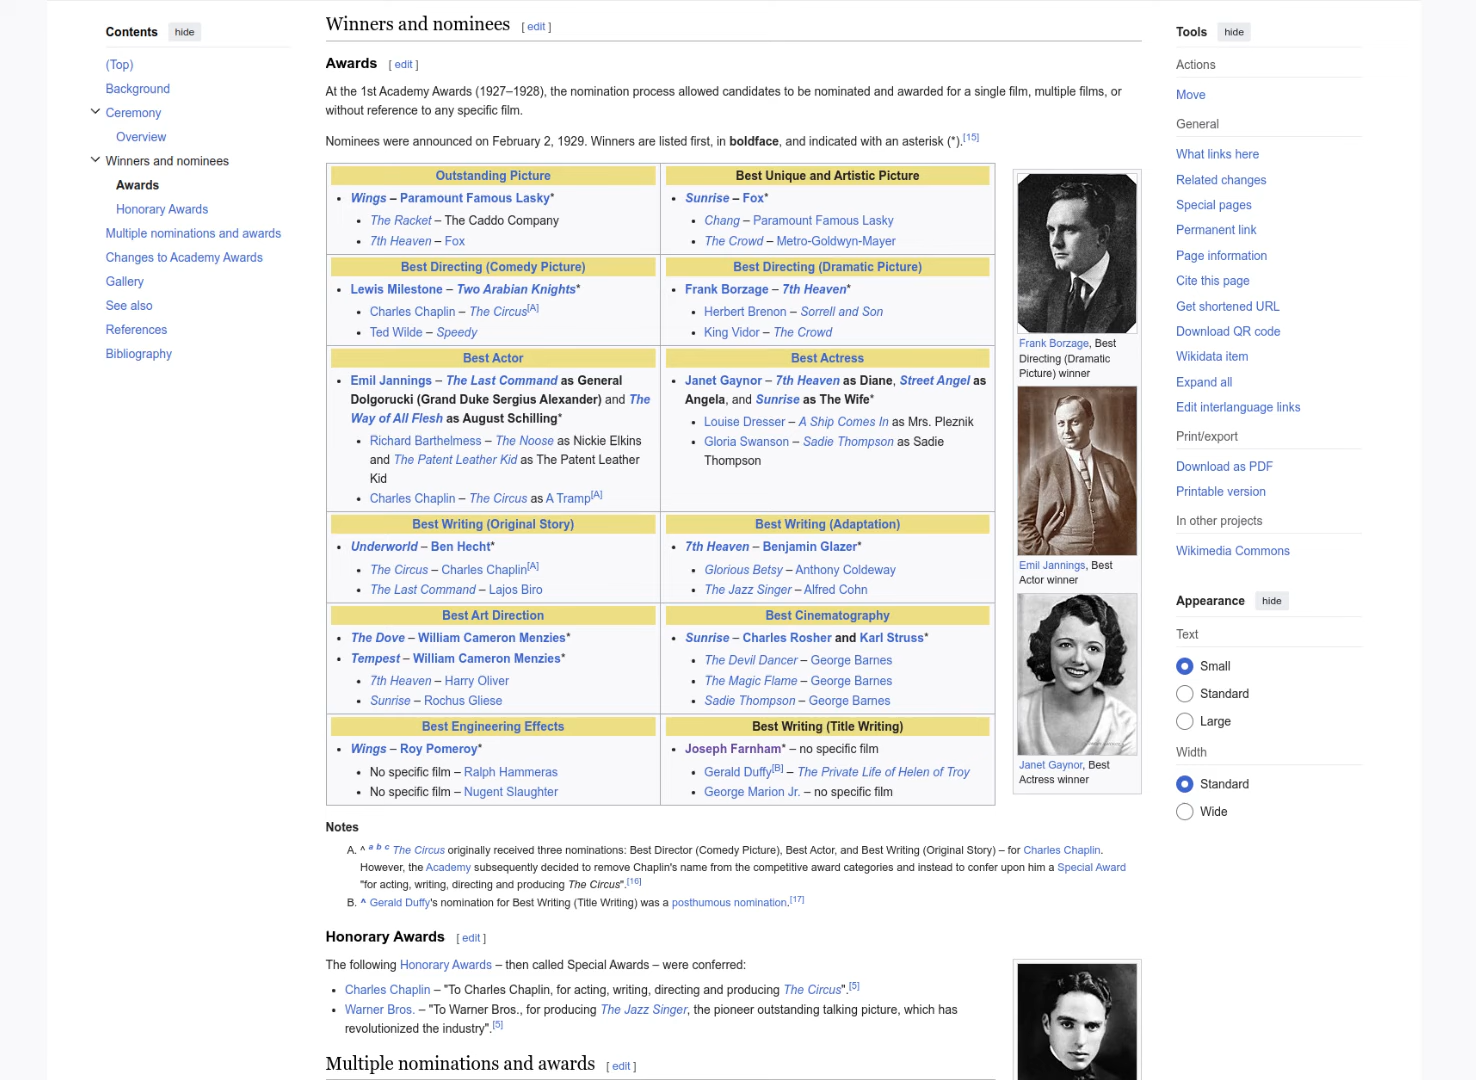 Contents hide
(Top)
Background
Ceremony
Overview
Winners and nominees
Awards
Honorary Awards
Multiple nominations and awards
Changes to Academy Awards
Gallery
See also
References
Bibliography
Winners and nominees [ edit ]
Awards [ edit ]
At the 1st Academy Awards (1927–1928), the nomination process allowed candidates to be nominated and awarded for a single film, multiple films, or
without reference to any specific film.
Nominees were announced on February 2, 1929. Winners are listed first, in boldface, and indicated with an asterisk (*).[15]
Outstanding Picture
Wings – Paramount Famous Lasky*
The Racket – The Caddo Company
7th Heaven – Fox
Best Unique and Artistic Picture
Sunrise – Fox*
Chang – Paramount Famous Lasky
The Crowd – Metro-Goldwyn-Mayer
Best Directing (Comedy Picture)
Lewis Milestone – Two Arabian Knights*
Charles Chaplin – The Circus[A]
Ted Wilde – Speedy
Best Directing (Dramatic Picture)
Frank Borzage – 7th Heaven*
Herbert Brenon – Sorrell and Son
King Vidor – The Crowd
Best Actor
Emil Jannings – The Last Command as General
Dolgorucki (Grand Duke Sergius Alexander) and The
Way of All Flesh as August Schilling*
Richard Barthelmess – The Noose as Nickie Elkins
and The Patent Leather Kid as The Patent Leather
Kid
Charles Chaplin – The Circus as A Tramp[A]
Best Actress
Janet Gaynor – 7th Heaven as Diane, Street Angel as
Angela, and Sunrise as The Wife*
Louise Dresser – A Ship Comes In as Mrs. Pleznik
Gloria Swanson – Sadie Thompson as Sadie
Thompson
Best Writing (Original Story)
Underworld – Ben Hecht*
The Circus – Charles Chaplin[A]
The Last Command – Lajos Biro
Best Writing (Adaptation)
7th Heaven – Benjamin Glazer*
Glorious Betsy – Anthony Coldeway
The Jazz Singer – Alfred Cohn
Best Art Direction
The Dove – William Cameron Menzies*
Tempest – William Cameron Menzies*
7th Heaven – Harry Oliver
Sunrise – Rochus Gliese
Best Cinematography
Sunrise – Charles Rosher and Karl Struss*
The Devil Dancer – George Barnes
The Magic Flame – George Barnes
Sadie Thompson – George Barnes
Best Engineering Effects
Wings – Roy Pomeroy*
No specific film – Ralph Hammeras
No specific film – Nugent Slaughter
Best Writing (Title Writing)
Joseph Farnham* – no specific film
Gerald Duffy[B] – The Private Life of Helen of Troy
George Marion Jr. – no specific film
Frank Borzage, Best
Directing (Dramatic
Picture) winner
Emil Jannings, Best
Actor winner
Janet Gaynor, Best
Actress winner
Notes
A. ^ a b c The Circus originally received three nominations: Best Director (Comedy Picture), Best Actor, and Best Writing (Original Story) – for Charles Chaplin.
However, the Academy subsequently decided to remove Chaplin's name from the competitive award categories and instead to confer upon him a Special Award
"for acting, writing, directing and producing The Circus".[16]
B. ^ Gerald Duffy's nomination for Best Writing (Title Writing) was a posthumous nomination.[17]
Honorary Awards [ edit ]
The following Honorary Awards – then called Special Awards – were conferred:
Charles Chaplin – "To Charles Chaplin, for acting, writing, directing and producing The Circus".[5]
Warner Bros. – "To Warner Bros., for producing The Jazz Singer, the pioneer outstanding talking picture, which has
revolutionized the industry".[5]
Multiple nominations and awards [ edit ]
Tools hide
Actions
Move
General
What links here
Related changes
Special pages
Permanent link
Page information
Cite this page
Get shortened URL
Download QR code
Wikidata item
Expand all
Edit interlanguage links
Print/export
Download as PDF
Printable version
In other projects
Wikimedia Commons
Appearance hide
Text
Small
Standard
Large
Width
Standard
Wide